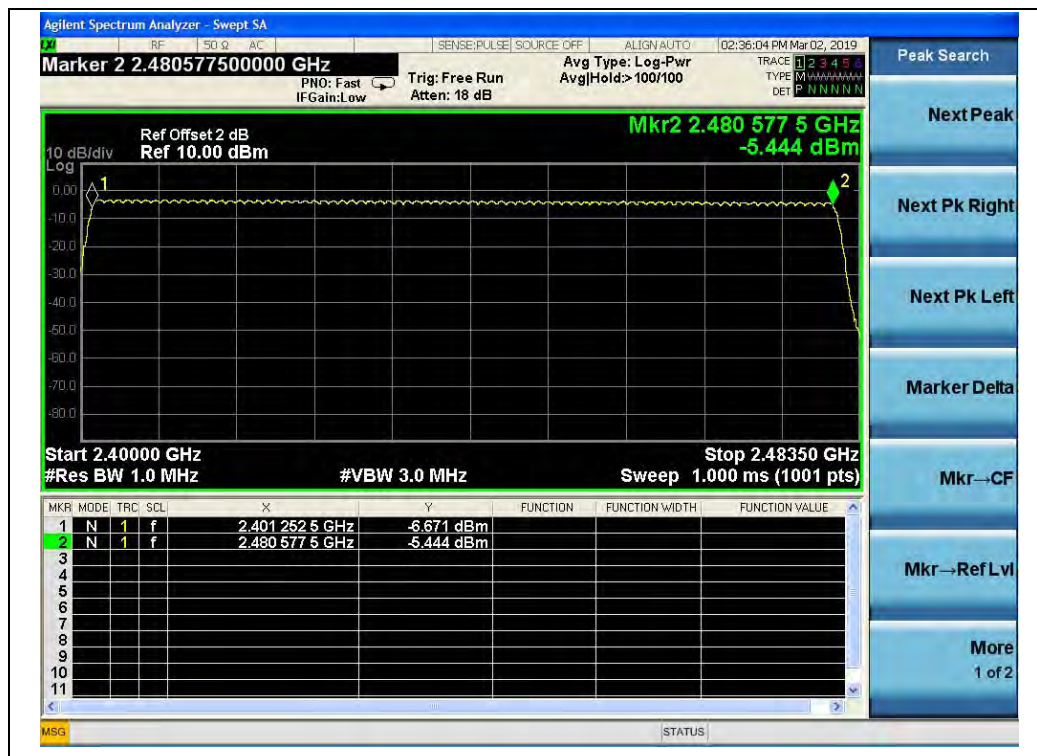 Agilent Spectrum Analyzer - Swept SA
LXI RF 50 Ω AC SENSE:PULSE SOURCE OFF ALIGN AUTO 02:36:04 PM Mar 02, 2019
Marker 2 2.480577500000 GHz
PNO: Fast
IFGain:Low
Trig: Free Run
Atten: 18 dB
Avg Type: Log-Pwr
Avg|Hold:>100/100
TRACE 1 2 3 4 5 6
TYPE M
DET P N N N N N
Mkr2 2.480 577 5 GHz
-5.444 dBm
Ref Offset 2 dB
10 dB/div Ref 10.00 dBm
Log
1
2
0.00
-10.0
-20.0
-30.0
-40.0
-50.0
-60.0
-70.0
-80.0
Start 2.40000 GHz Stop 2.48350 GHz
#Res BW 1.0 MHz #VBW 3.0 MHz Sweep 1.000 ms (1001 pts)
MKR MODE TRC SCL X Y FUNCTION FUNCTION WIDTH FUNCTION VALUE
1 N 1 f 2.401 252 5 GHz -6.671 dBm
2 N 1 f 2.480 577 5 GHz -5.444 dBm
3
4
5
6
7
8
9
10
11
MSG STATUS
Peak Search
Next Peak
Next Pk Right
Next Pk Left
Marker Delta
Mkr→CF
Mkr→Ref Lvl
More
1 of 2